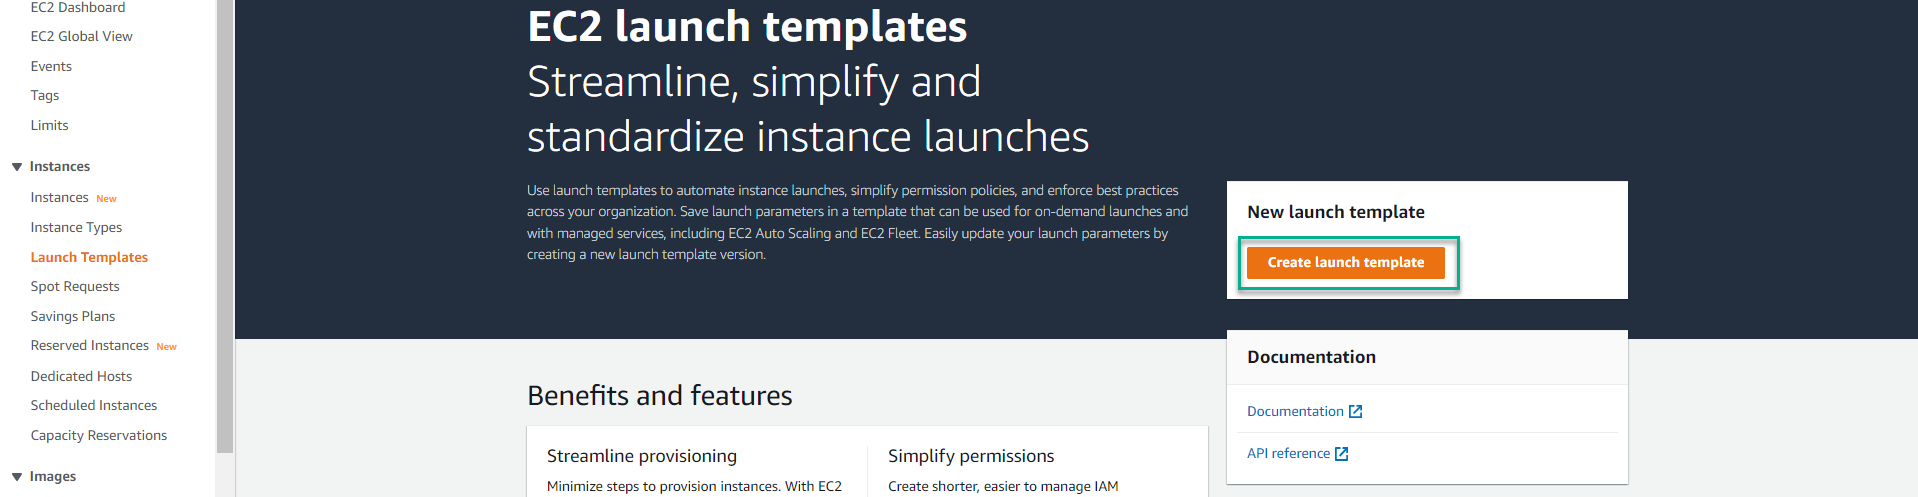 EC2 Dashboard
EC2 Global View
Events
Tags
Limits
Instances
Instances New
Instance Types
Launch Templates
Spot Requests
Savings Plans
Reserved Instances New
Dedicated Hosts
Scheduled Instances
Capacity Reservations
Images
EC2 launch templates
Streamline, simplify and
standardize instance launches
Use launch templates to automate instance launches, simplify permission policies, and enforce best practices
across your organization. Save launch parameters in a template that can be used for on-demand launches and
with managed services, including EC2 Auto Scaling and EC2 Fleet. Easily update your launch parameters by
creating a new launch template version.
New launch template
Create launch template
Documentation
Documentation
API reference
Benefits and features
Streamline provisioning
Minimize steps to provision instances. With EC2
Simplify permissions
Create shorter, easier to manage IAM